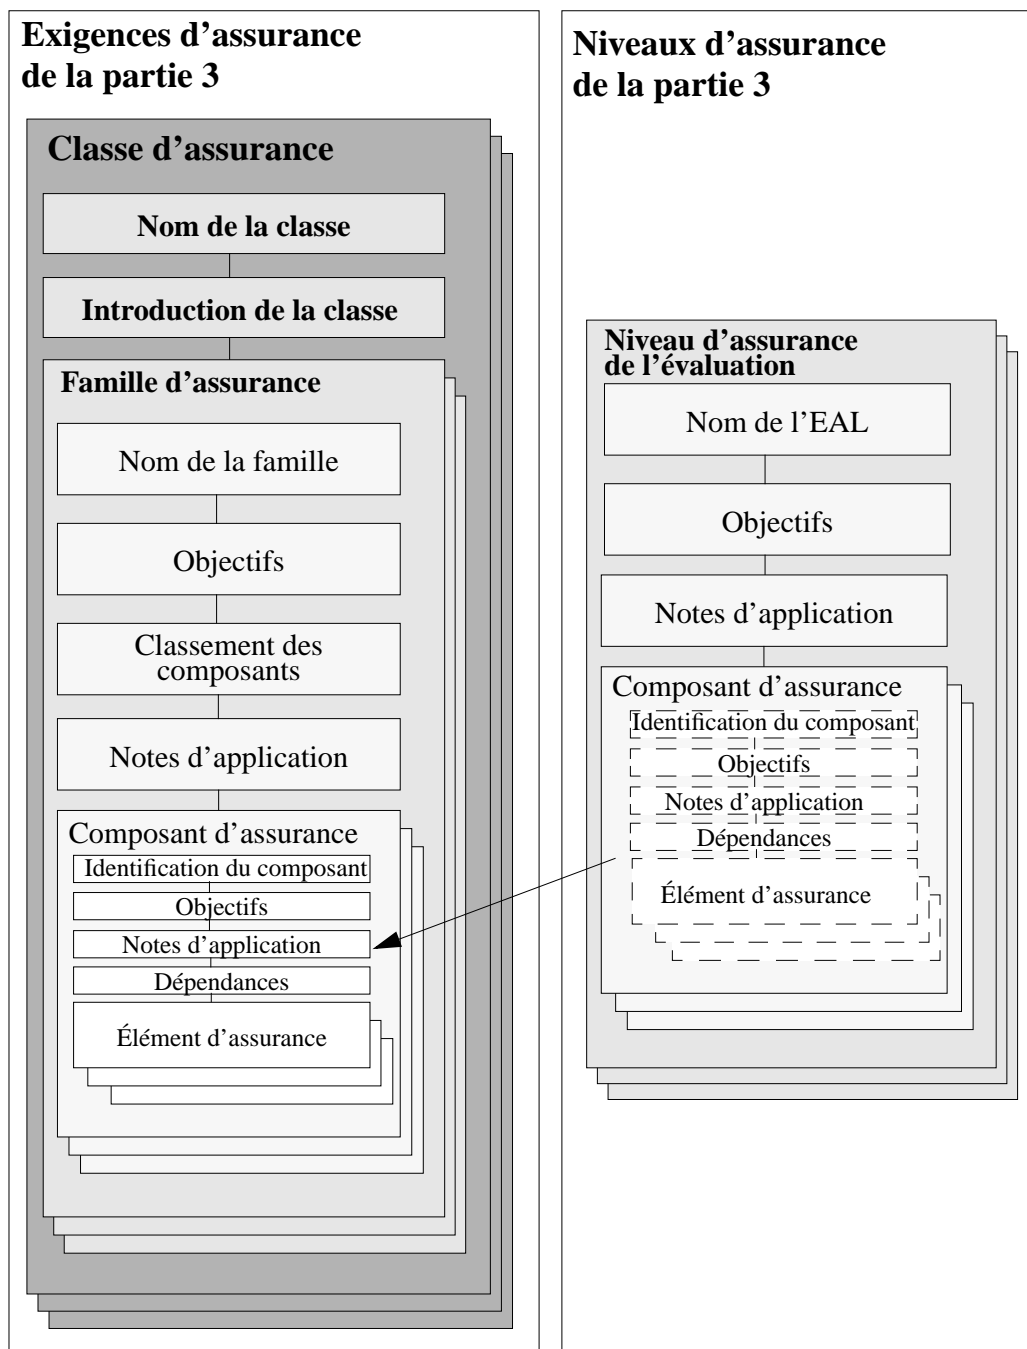 Exigences d’assurance
de la partie 3
Classe d’assurance
Nom de la classe
Introduction de la classe
Famille d’assurance
Nom de la famille
Objectifs
Classement des
composants
Notes d’application
Composant d’assurance
Identification du composant
Objectifs
Notes d’application
Dépendances
Élément d’assurance
Niveaux d’assurance
de la partie 3
Niveau d’assurance
de l’évaluation
Nom de l’EAL
Objectifs
Notes d’application
Composant d’assurance
Identification du composant
Objectifs
Notes d’application
Dépendances
Élément d’assurance